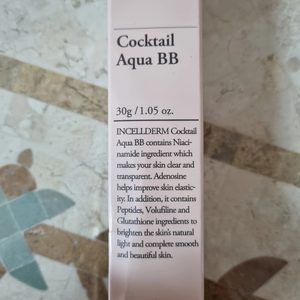 Cocktail
Aqua BB
30g / 1.05 oz.
INCELLDERM Cocktail
Aqua BB contains Niaci-
namide ingredient which
makes your skin clear and
transparent. Adenosine
helps improve skin elastic-
ity. In addition, it contains
Peptides, Volufiline and
Glutathione ingredients to
brighten the skin's natural
light and complete smooth
and beautiful skin.